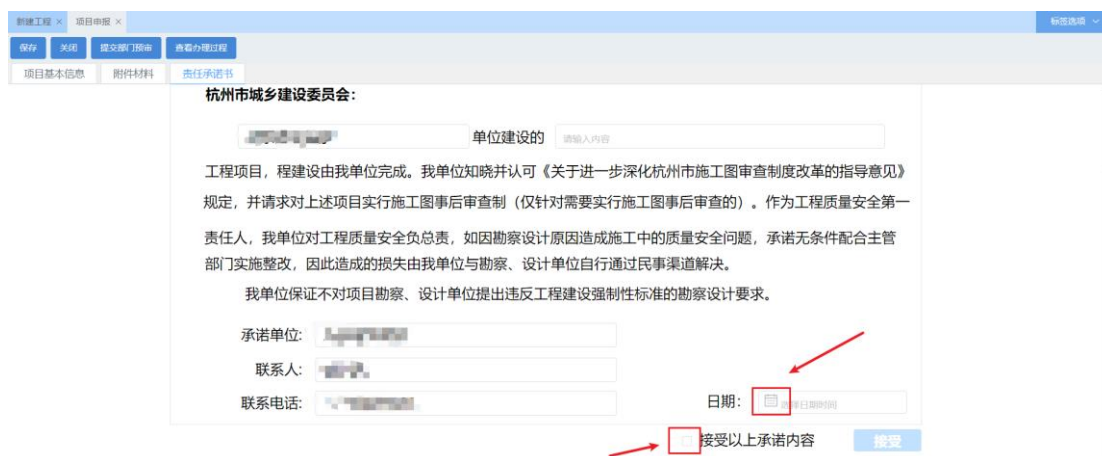 新建工程 × 项目申报 × 标签选项
保存 关闭 提交部门预审 查看办理过程
项目基本信息 附件材料 责任承诺书
杭州市城乡建设委员会：
单位建设的 请输入内容
工程项目，程建设由我单位完成。我单位知晓并认可《关于进一步深化杭州市施工图审查制度改革的指导意见》
规定，并请求对上述项目实行施工图事后审查制（仅针对需要实行施工图事后审查的）。作为工程质量安全第一
责任人，我单位对工程质量安全负总责，如因勘察设计原因造成施工中的质量安全问题，承诺无条件配合主管
部门实施整改，因此造成的损失由我单位与勘察、设计单位自行通过民事渠道解决。
我单位保证不对项目勘察、设计单位提出违反工程建设强制性标准的勘察设计要求。
承诺单位:
联系人:
联系电话: 日期： 选择日期时间
接受以上承诺内容 接受